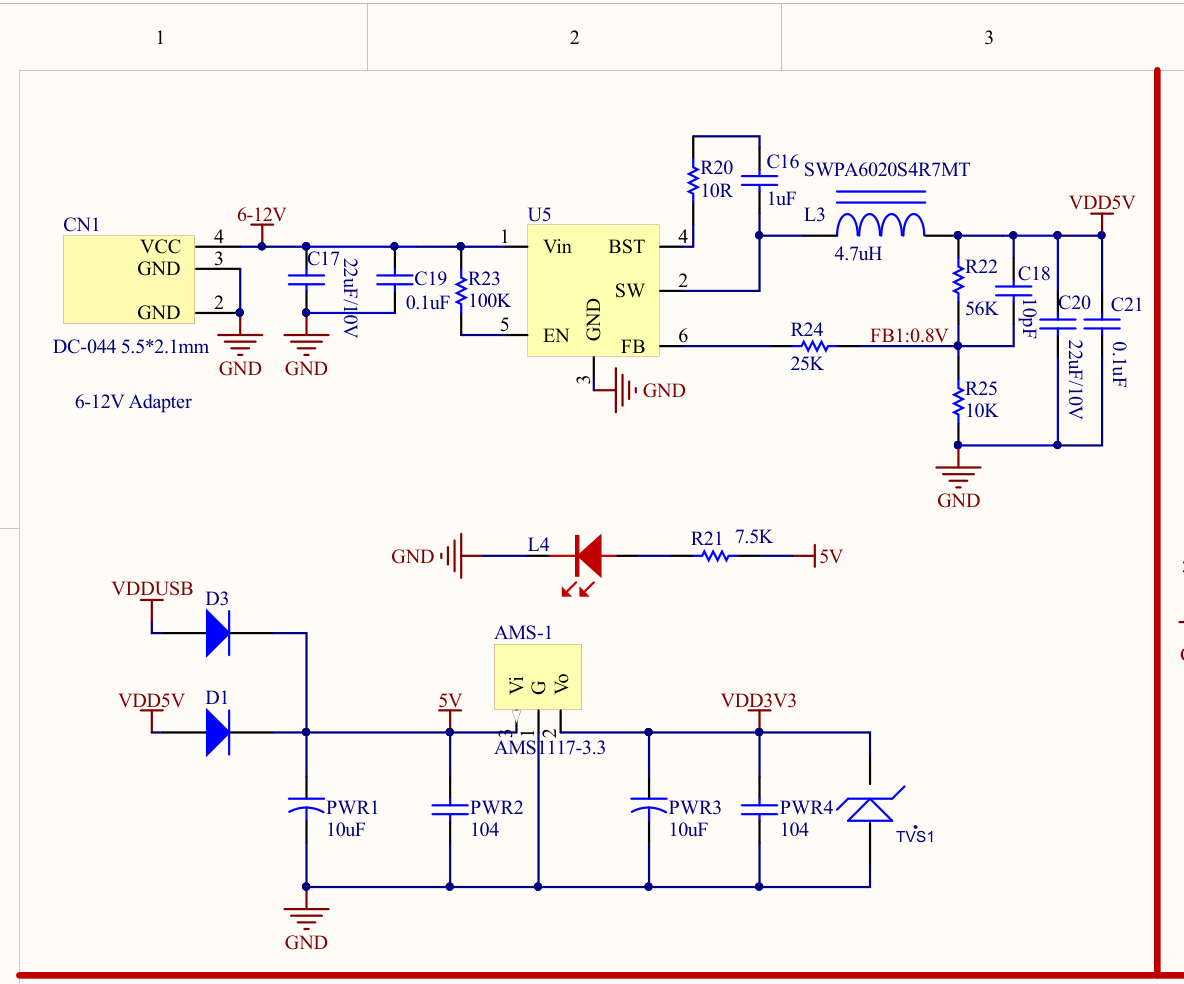 1
2
3
CN1
VCC
GND
GND
4
3
2
DC-044 5.5*2.1mm
6-12V Adapter
6-12V
GND
GND
C17
22uF/10V
C19
0.1uF
R23
100K
U5
1
Vin
5
EN
GND
3
GND
BST
4
SW
2
FB
6
R20
10R
C16
1uF
SWPA6020S4R7MT
L3
4.7uH
VDD5V
R22
56K
C18
10pF
C20
22uF/10V
C21
0.1uF
R24
25K
FB1:0.8V
R25
10K
GND
GND
L4
R21
7.5K
5V
VDDUSB
D3
VDD5V
D1
5V
AMS-1
Vi
G
Vo
3
1
2
AMS1117-3.3
VDD3V3
PWR1
10uF
PWR2
104
PWR3
10uF
PWR4
104
TVS1
GND